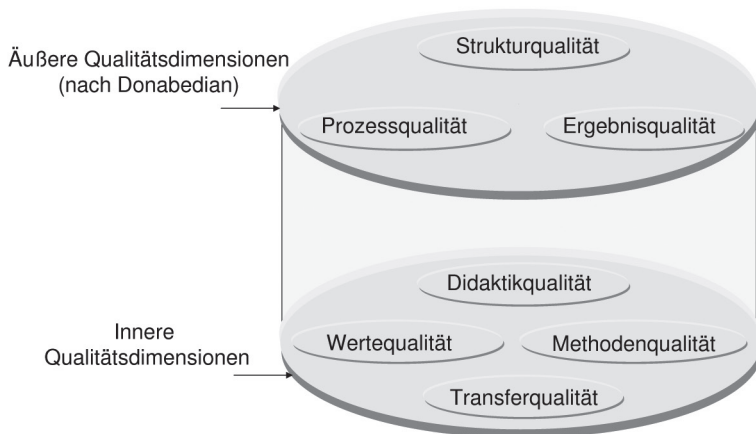 Strukturqualität
Äußere Qualitätsdimensionen
(nach Donabedian)
Prozessqualität
Ergebnisqualität
Didaktikqualität
Innere
Qualitätsdimensionen
Wertequalität
Methodenqualität
Transferqualität